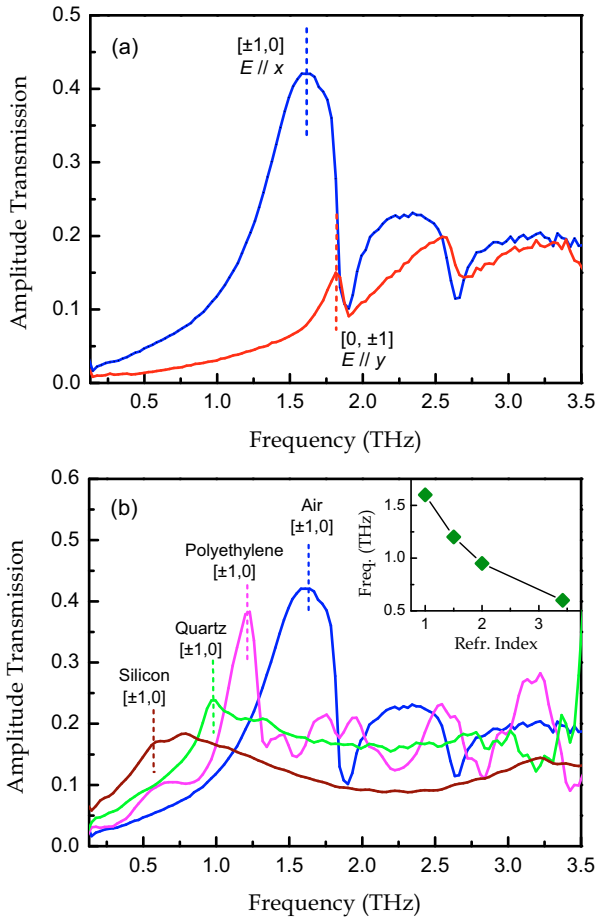 (a)
[±1,0]
E // x
[0, ±1]
E // y
Amplitude Transmission
0.5
0.4
0.3
0.2
0.1
0.0
0.5 1.0 1.5 2.0 2.5 3.0 3.5
Frequency (THz)
(b)
Air
[±1,0]
Polyethylene
[±1,0]
Quartz
[±1,0]
Silicon
[±1,0]
Freq. (THz)
1.5
1.0
0.5
1 2 3
Refr. Index
Amplitude Transmission
0.6
0.5
0.4
0.3
0.2
0.1
0.0
0.5 1.0 1.5 2.0 2.5 3.0 3.5
Frequency (THz)